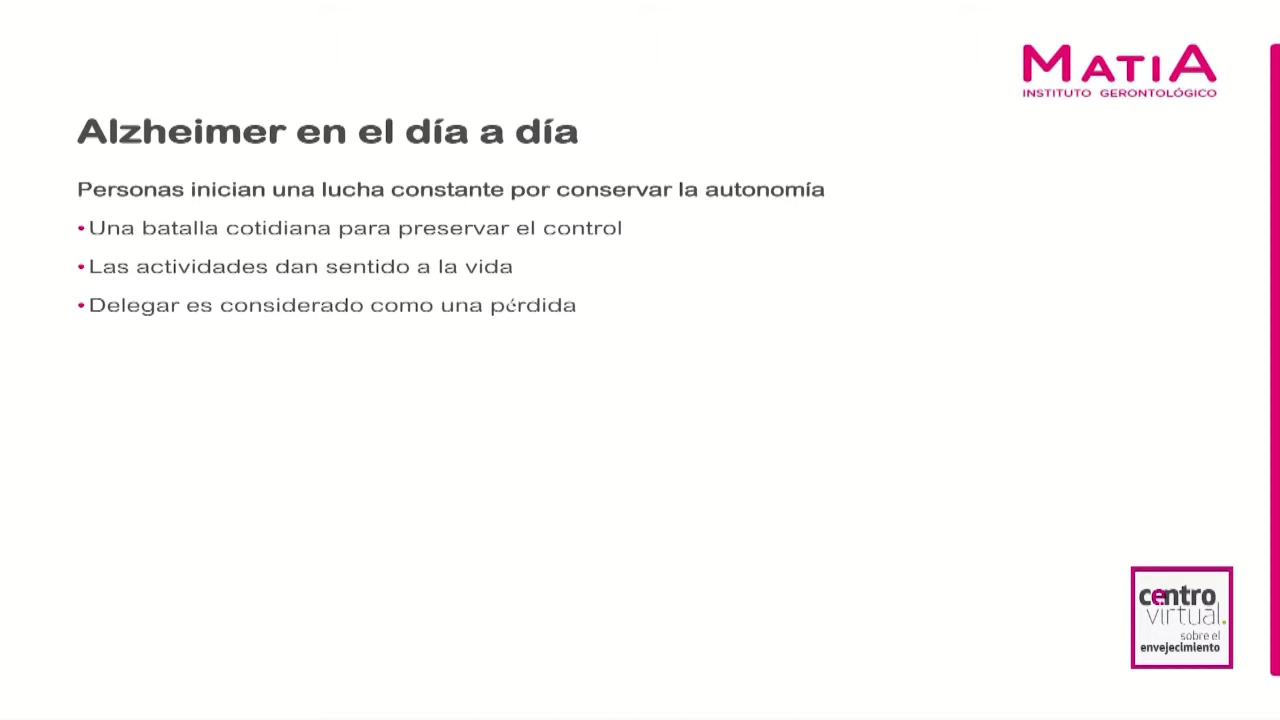 MATIA
INSTITUTO GERONTOLÓGICO
Alzheimer en el día a día
Personas inician una lucha constante por conservar la autonomía
•Una batalla cotidiana para preservar el control
•Las actividades dan sentido a la vida
•Delegar es considerado como una pérdida
centro
virtual.
sobre el
envejecimiento